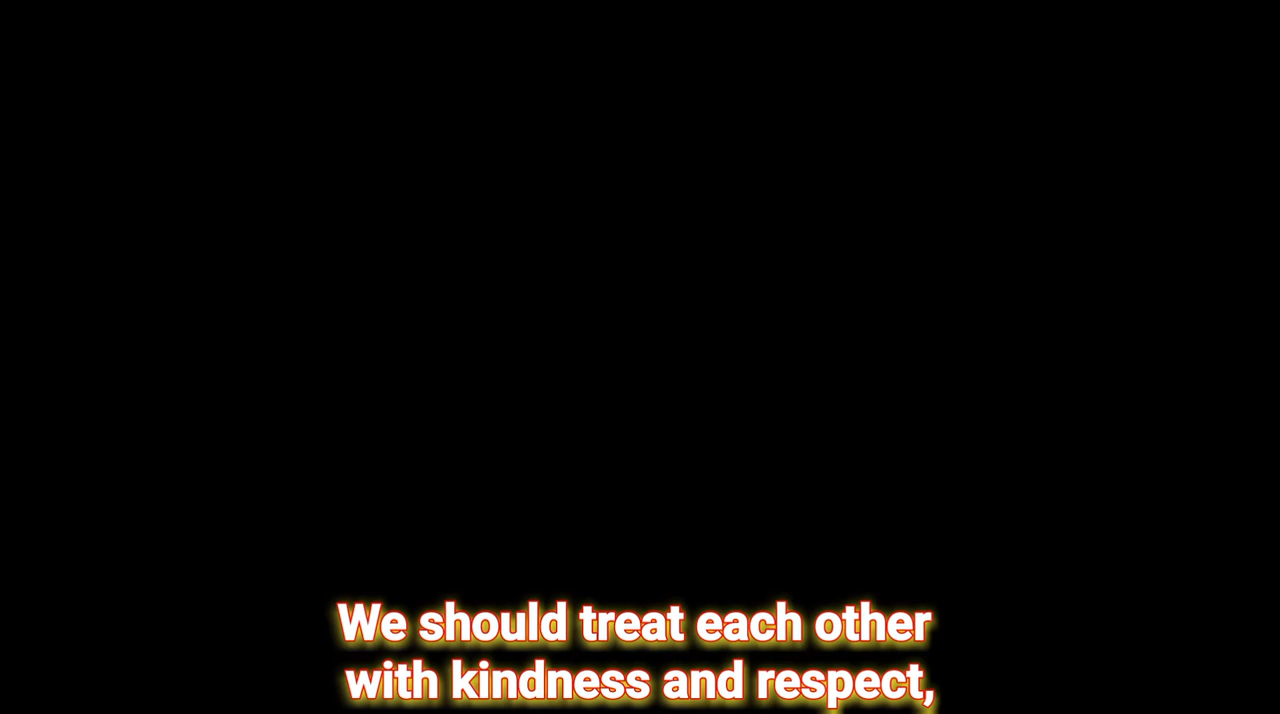 We should treat each other
with kindness and respect,